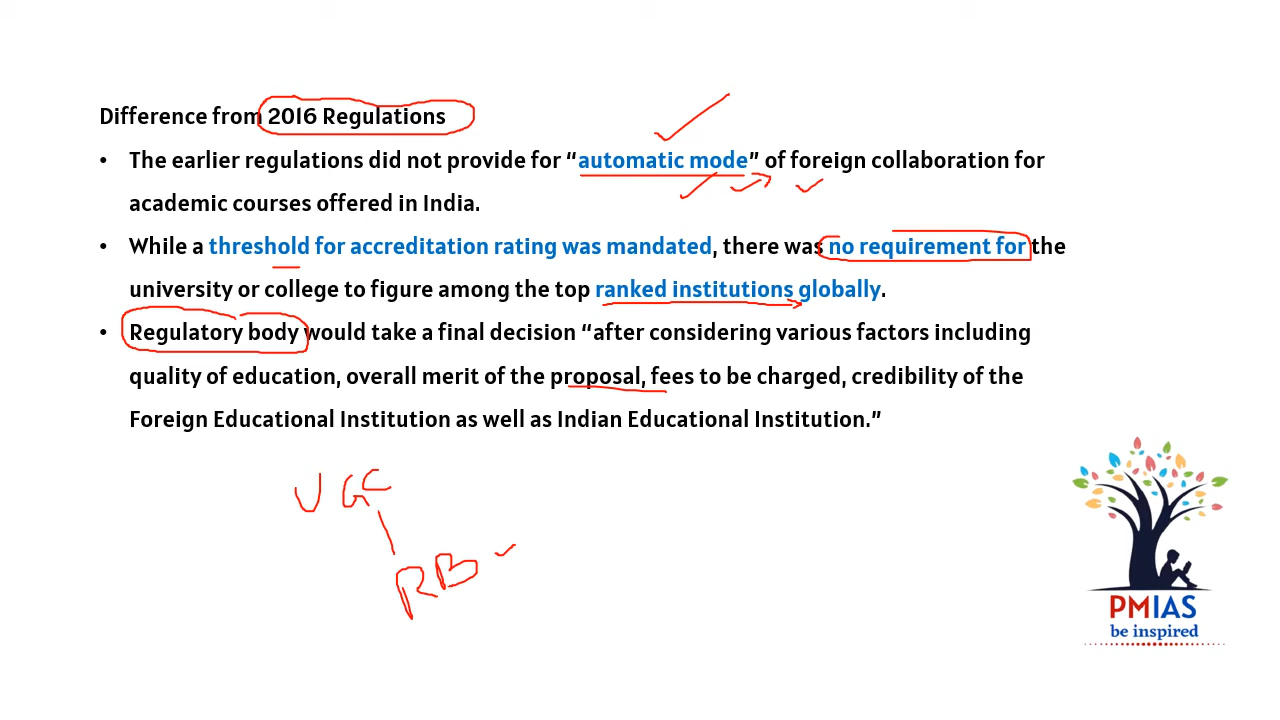 Difference from 2016 Regulations
• The earlier regulations did not provide for “automatic mode” of foreign collaboration for
academic courses offered in India.
• While a threshold for accreditation rating was mandated, there was no requirement for the
university or college to figure among the top ranked institutions globally.
• Regulatory body would take a final decision “after considering various factors including
quality of education, overall merit of the proposal, fees to be charged, credibility of the
Foreign Educational Institution as well as Indian Educational Institution.”
UGC
RB
PMIAS
be inspired